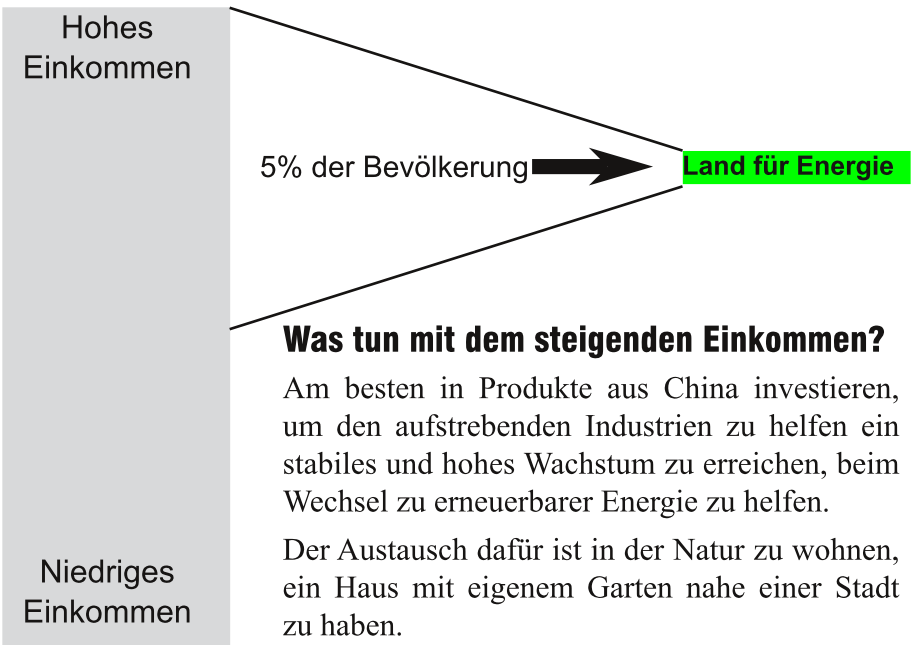 Hohes
Einkommen
5% der Bevölkerung
Land für Energie
Was tun mit dem steigenden Einkommen?
Am besten in Produkte aus China investieren,
um den aufstrebenden Industrien zu helfen ein
stabiles und hohes Wachstum zu erreichen, beim
Wechsel zu erneuerbarer Energie zu helfen.
Der Austausch dafür ist in der Natur zu wohnen,
ein Haus mit eigenem Garten nahe einer Stadt
zu haben.
Niedriges
Einkommen